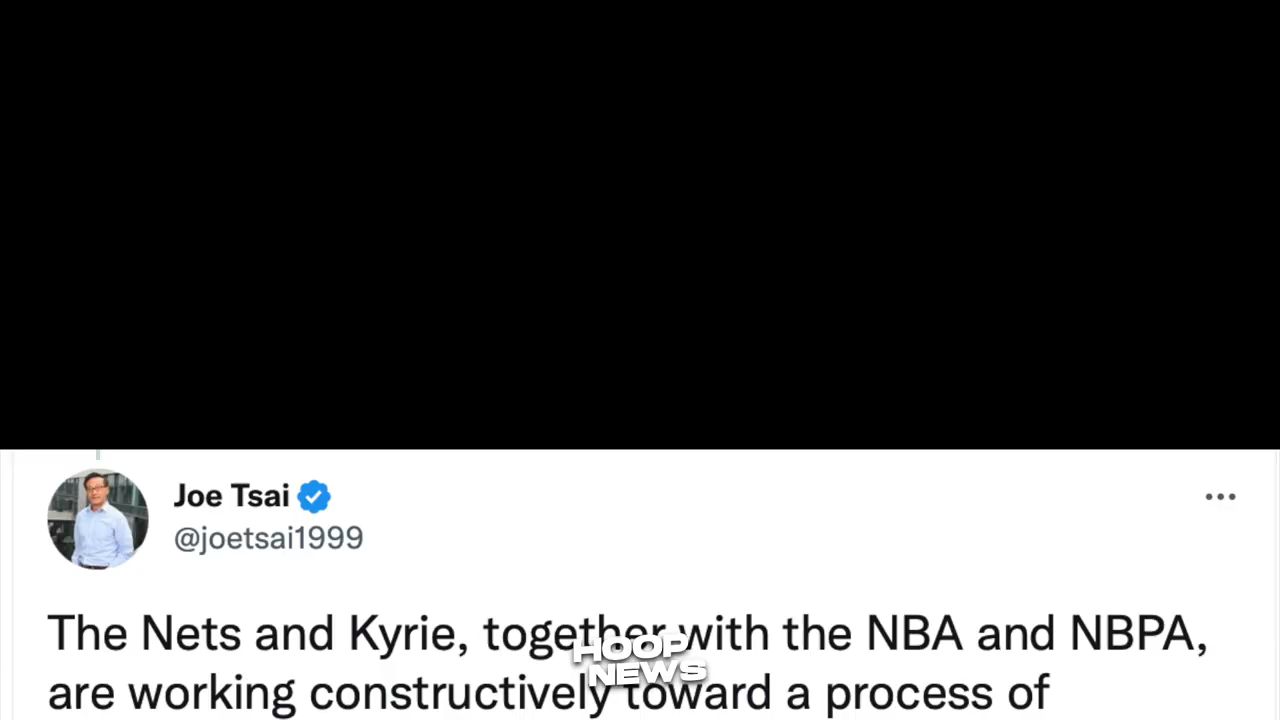 Joe Tsai
@joetsai1999
The Nets and Kyrie, together with the NBA and NBPA,
HOOP
NEWS
are working constructively toward a process of